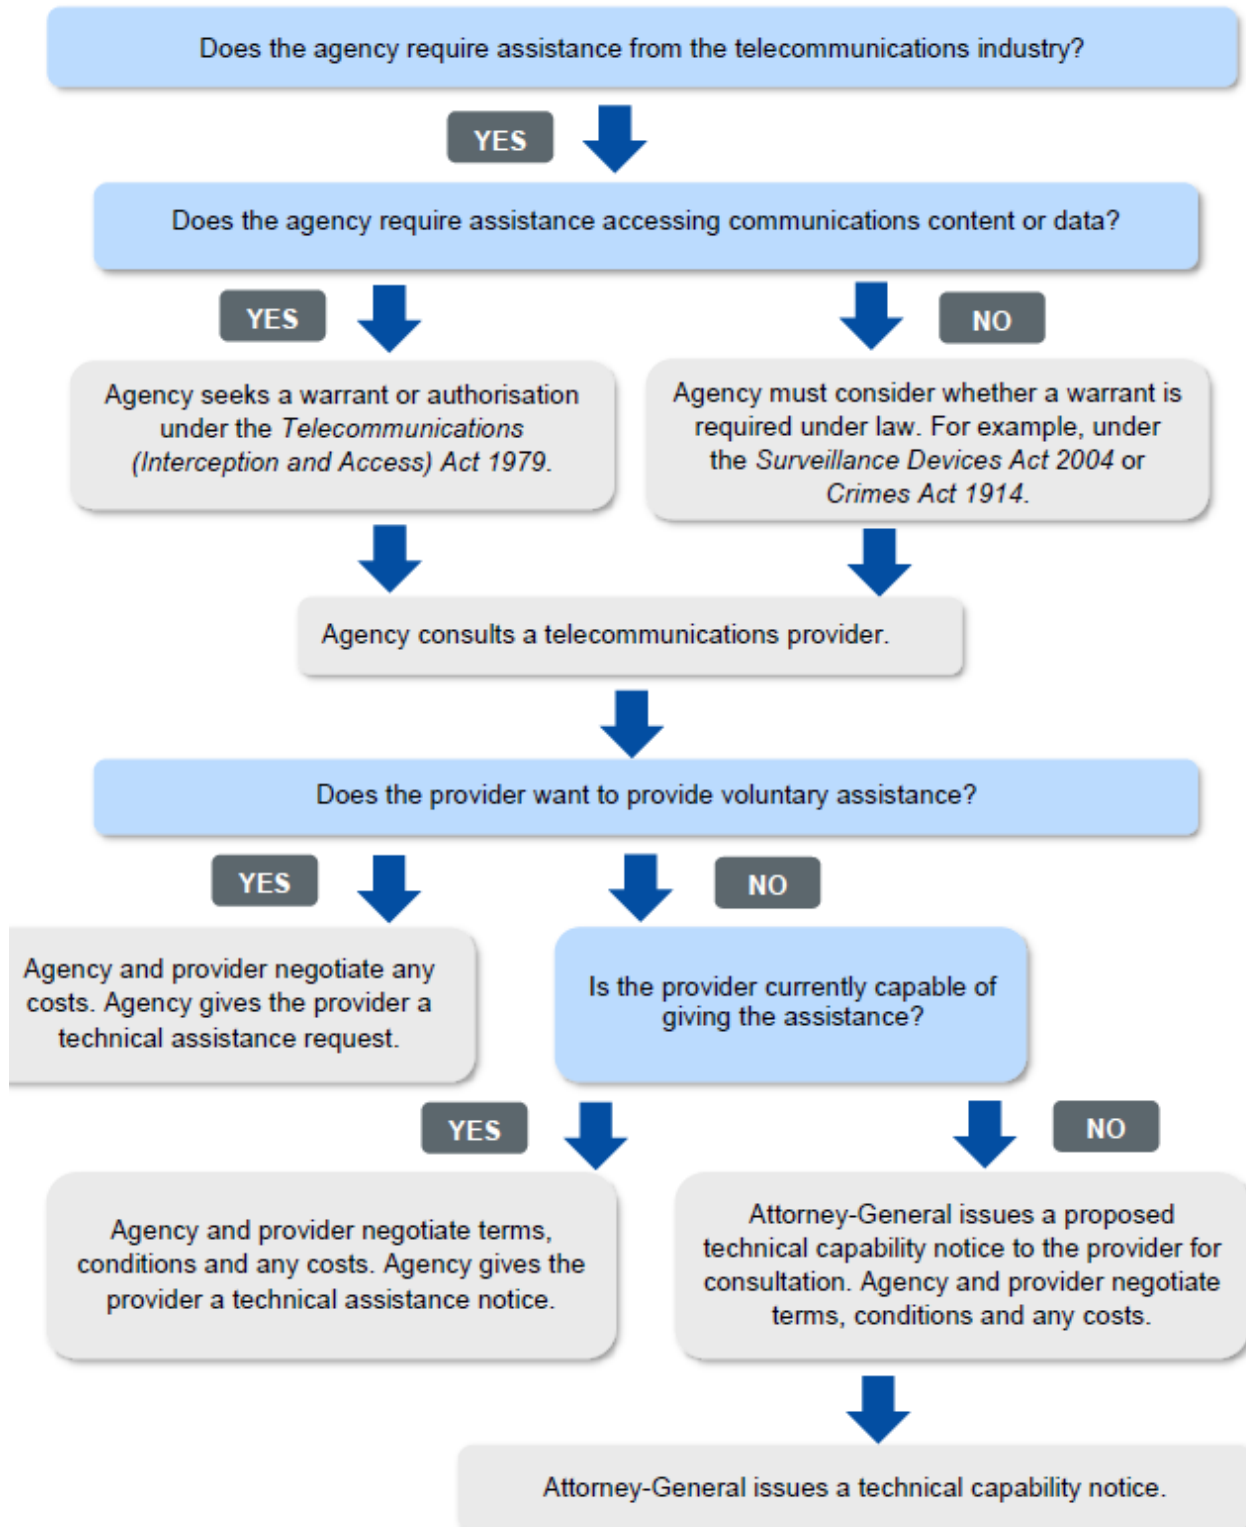 Does the agency require assistance from the telecommunications industry?
YES
Does the agency require assistance accessing communications content or data?
YES
NO
Agency seeks a warrant or authorisation
under the Telecommunications
(Interception and Access) Act 1979.
Agency must consider whether a warrant is
required under law. For example, under
the Surveillance Devices Act 2004 or
Crimes Act 1914.
Agency consults a telecommunications provider.
Does the provider want to provide voluntary assistance?
YES
NO
Agency and provider negotiate any
costs. Agency gives the provider a
technical assistance request.
Is the provider currently capable of
giving the assistance?
YES
NO
Agency and provider negotiate terms,
conditions and any costs. Agency gives the
provider a technical assistance notice.
Attorney-General issues a proposed
technical capability notice to the provider for
consultation. Agency and provider negotiate
terms, conditions and any costs.
Attorney-General issues a technical capability notice.